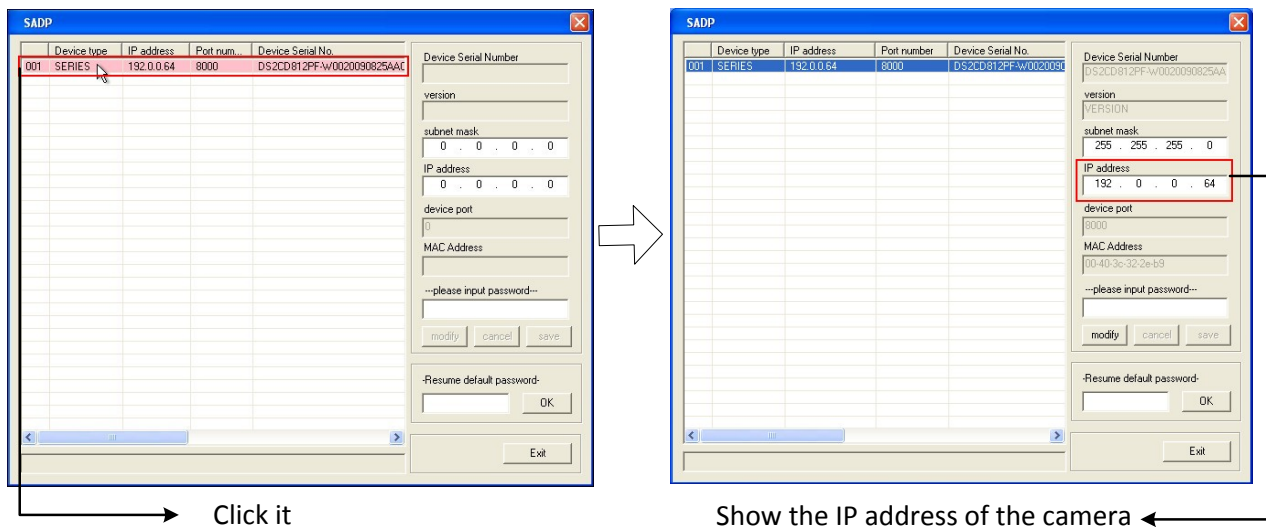 SADP
Device type IP address Port num... Device Serial No.
001 SERIES 192.0.0.64 8000 DS2CD812PF-W0020090825AAC
Device Serial Number
version
subnet mask
0 . 0 . 0 . 0
IP address
0 . 0 . 0 . 0
device port
0
MAC Address
---please input password---
modify cancel save
-Resume default password-
OK
Exit
Click it
SADP
Device type IP address Port number Device Serial No.
001 SERIES 192.0.0.64 8000 DS2CD812PF-W0020090
Device Serial Number
DS2CD812PF-W0020090825AA
version
VERSION
subnet mask
255 . 255 . 255 . 0
IP address
192 . 0 . 0 . 64
device port
8000
MAC Address
00-40-3c-32-2e-b9
---please input password---
modify cancel save
-Resume default password-
OK
Exit
Show the IP address of the camera